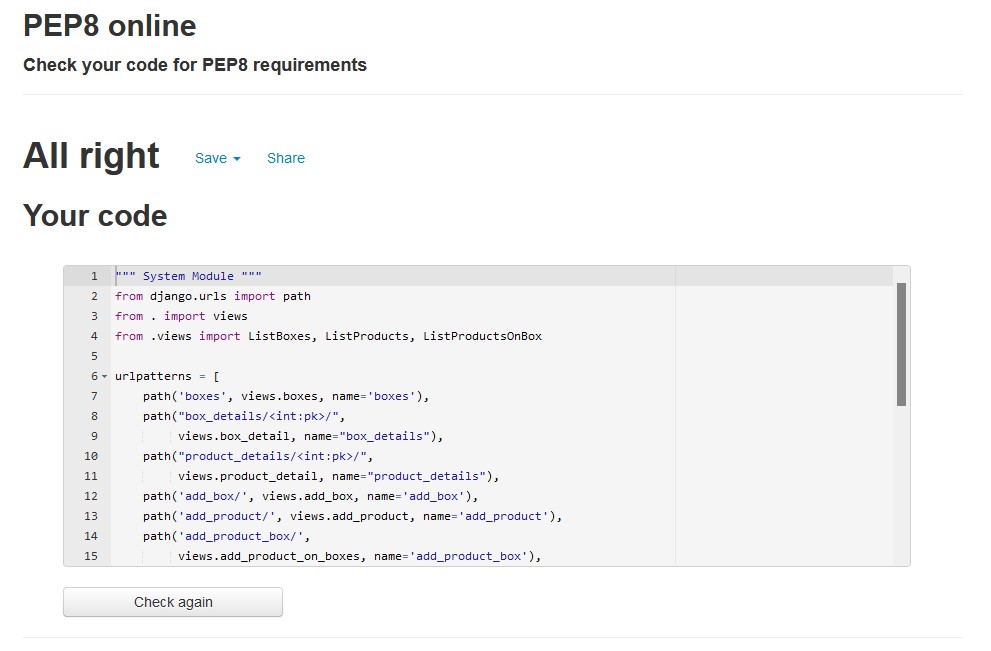 PEP8 online
Check your code for PEP8 requirements
All right Save Share
Your code
1 """ System Module """
2 from django.urls import path
3 from . import views
4 from .views import ListBoxes, ListProducts, ListProductsOnBox
5
6 urlpatterns = [
7 path('boxes', views.boxes, name='boxes'),
8 path("box_details/<int:pk>/",
9 views.box_detail, name="box_details"),
10 path("product_details/<int:pk>/",
11 views.product_detail, name="product_details"),
12 path('add_box/', views.add_box, name='add_box'),
13 path('add_product/', views.add_product, name='add_product'),
14 path('add_product_box/',
15 views.add_product_on_boxes, name='add_product_box'),
Check again